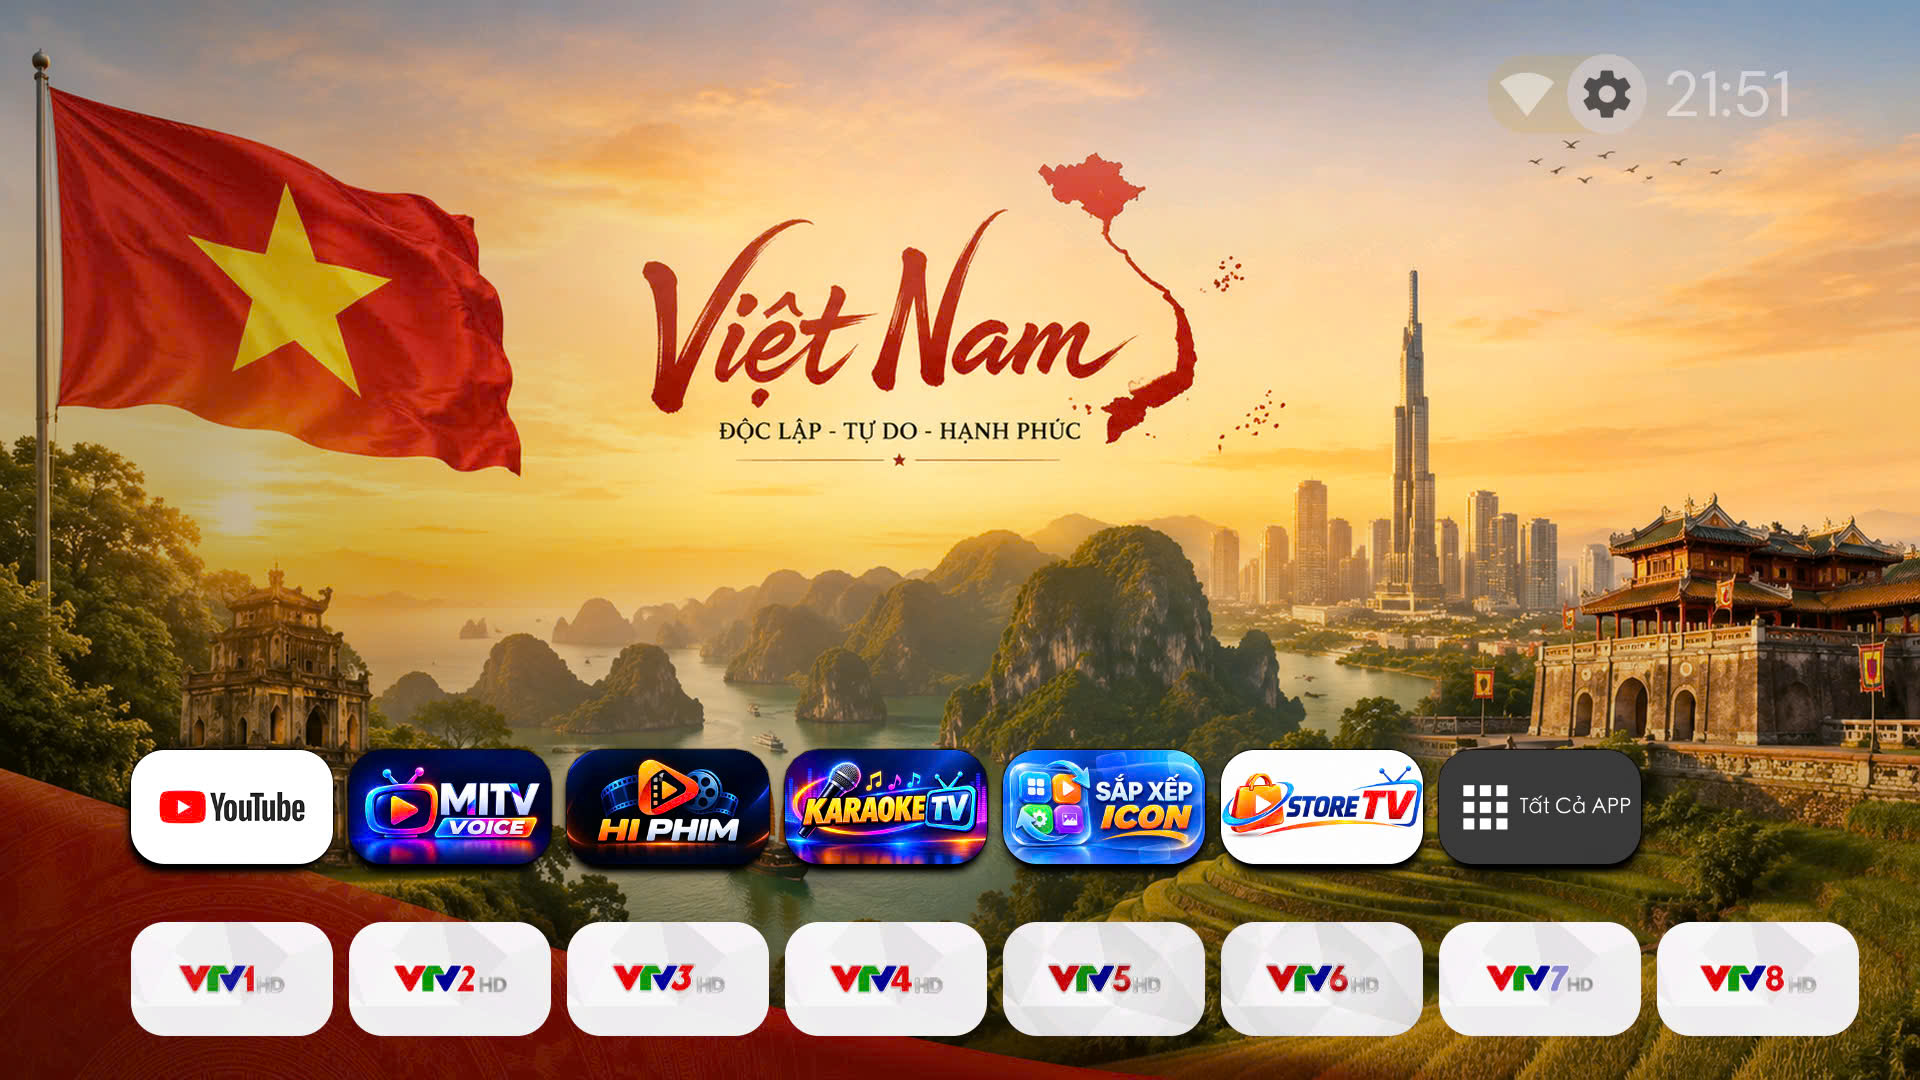 21:51
Việt Nam
ĐỘC LẬP - TỰ DO - HẠNH PHÚC
YouTube
MITV
VOICE
HI PHIM
KARAOKE TV
SẮP XẾP
ICON
STORE TV
Tất Cả APP
VTV1 HD
VTV2 HD
VTV3 HD
VTV4 HD
VTV5 HD
VTV6 HD
VTV7 HD
VTV8 HD